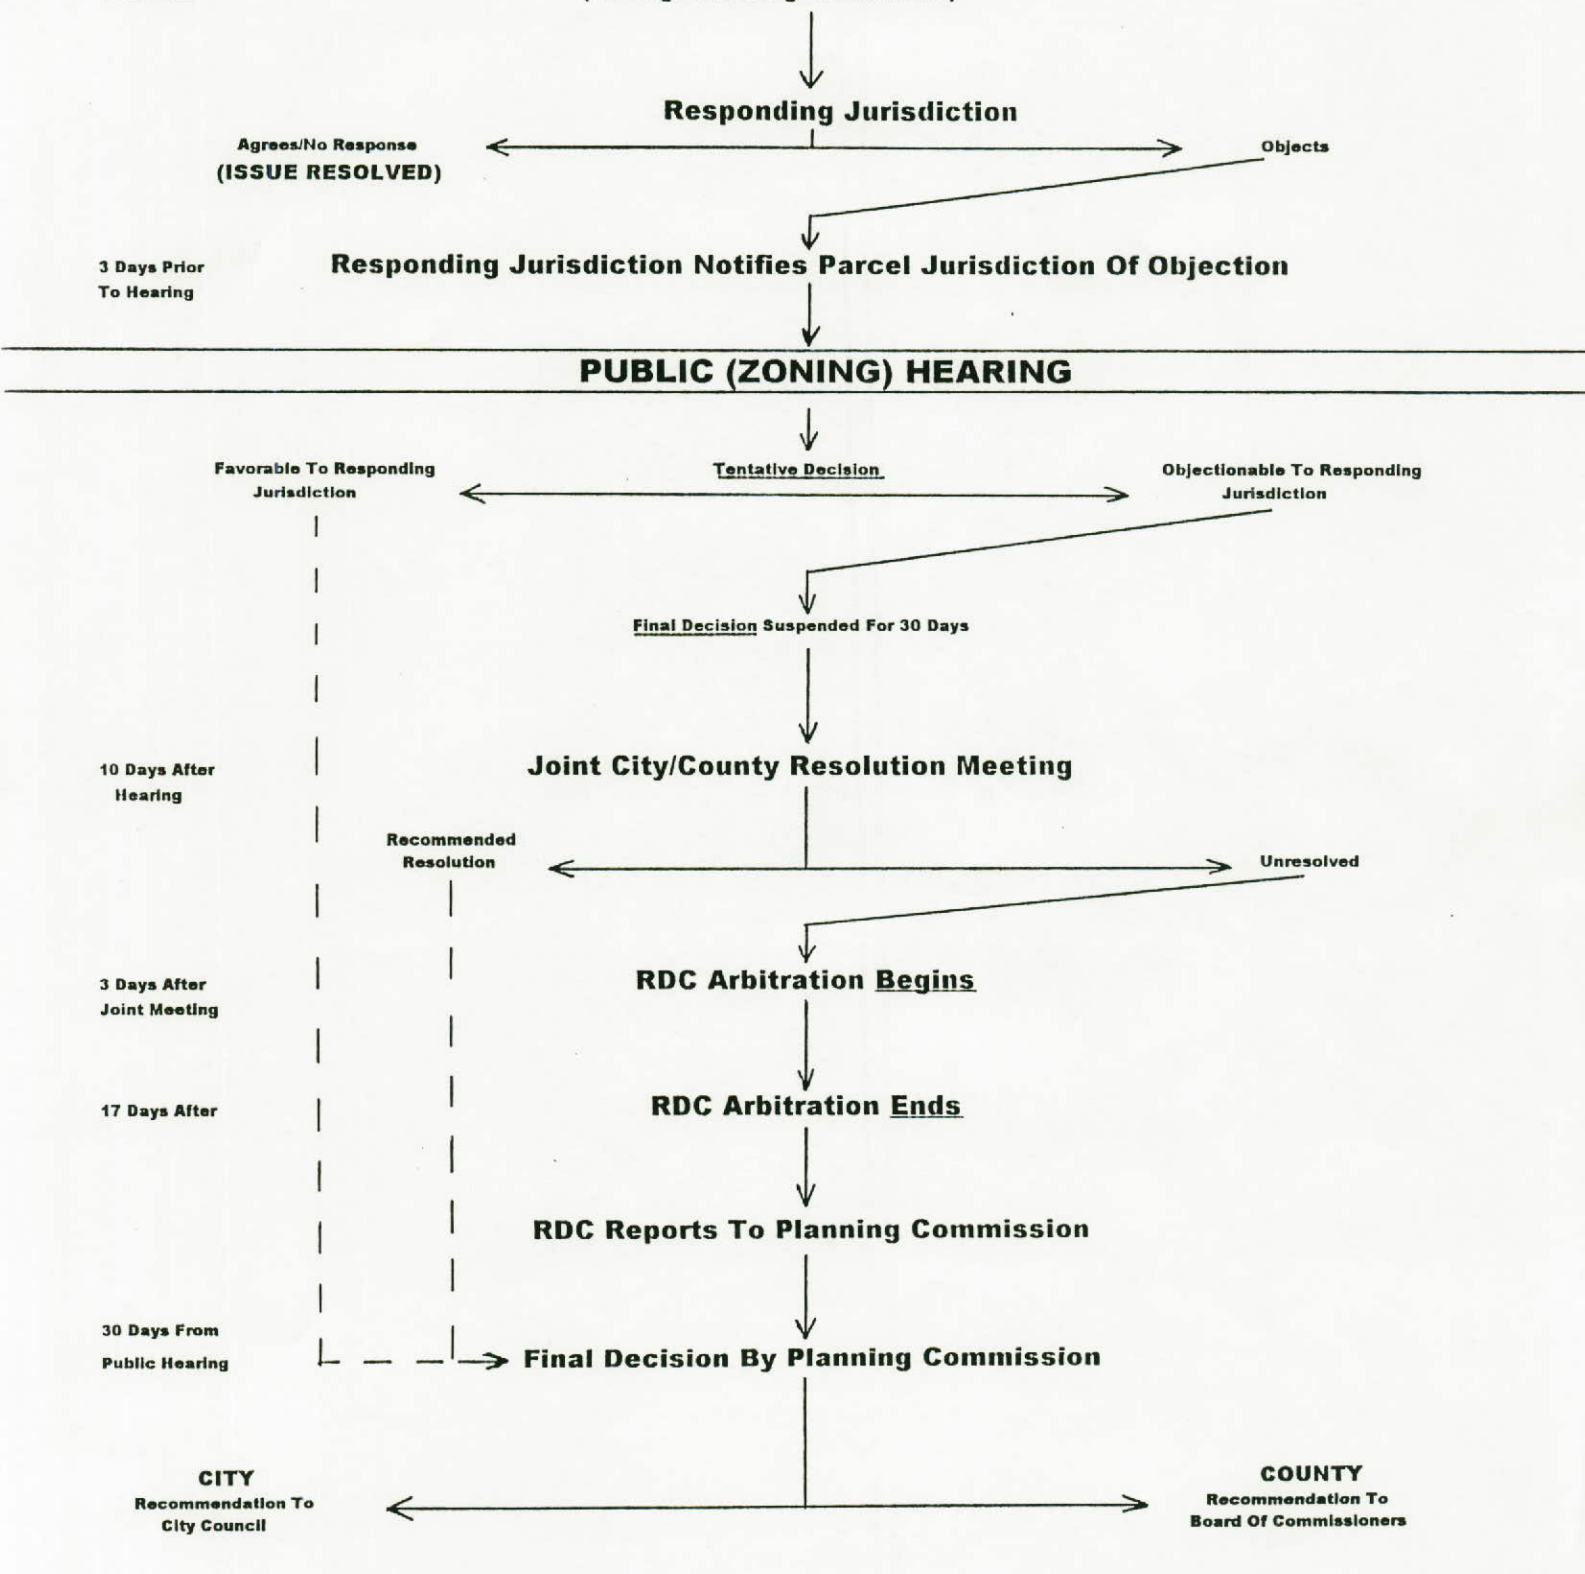 Responding Jurisdiction
Agrees/No Response
(ISSUE RESOLVED)
Objects
3 Days Prior
To Hearing
Responding Jurisdiction Notifies Parcel Jurisdiction Of Objection
PUBLIC (ZONING) HEARING
Favorable To Responding
Jurisdiction
Tentative Decision
Objectionable To Responding
Jurisdiction
Final Decision Suspended For 30 Days
10 Days After
Hearing
Joint City/County Resolution Meeting
Recommended
Resolution
Unresolved
3 Days After
Joint Meeting
RDC Arbitration Begins
17 Days After
RDC Arbitration Ends
RDC Reports To Planning Commission
30 Days From
Public Hearing
Final Decision By Planning Commission
CITY
Recommendation To
City Council
COUNTY
Recommendation To
Board Of Commissioners